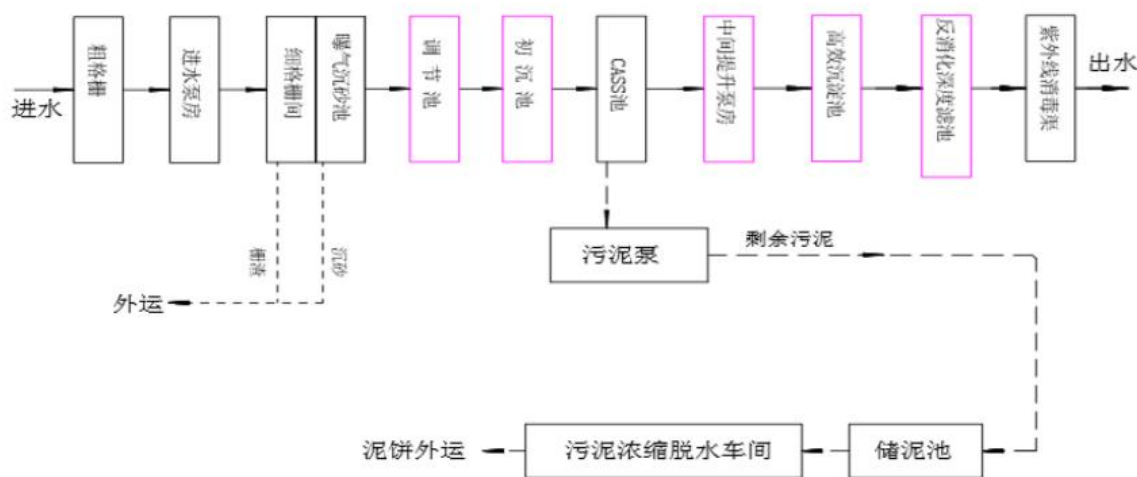 进水
粗格栅
进水泵房
细格栅间
曝气沉砂池
调节池
初沉池
CASS池
中间提升泵房
高效沉淀池
反消化深度滤池
紫外线消毒渠
出水
栅渣
沉砂
外运
污泥泵
剩余污泥
泥饼外运
污泥浓缩脱水车间
储泥池